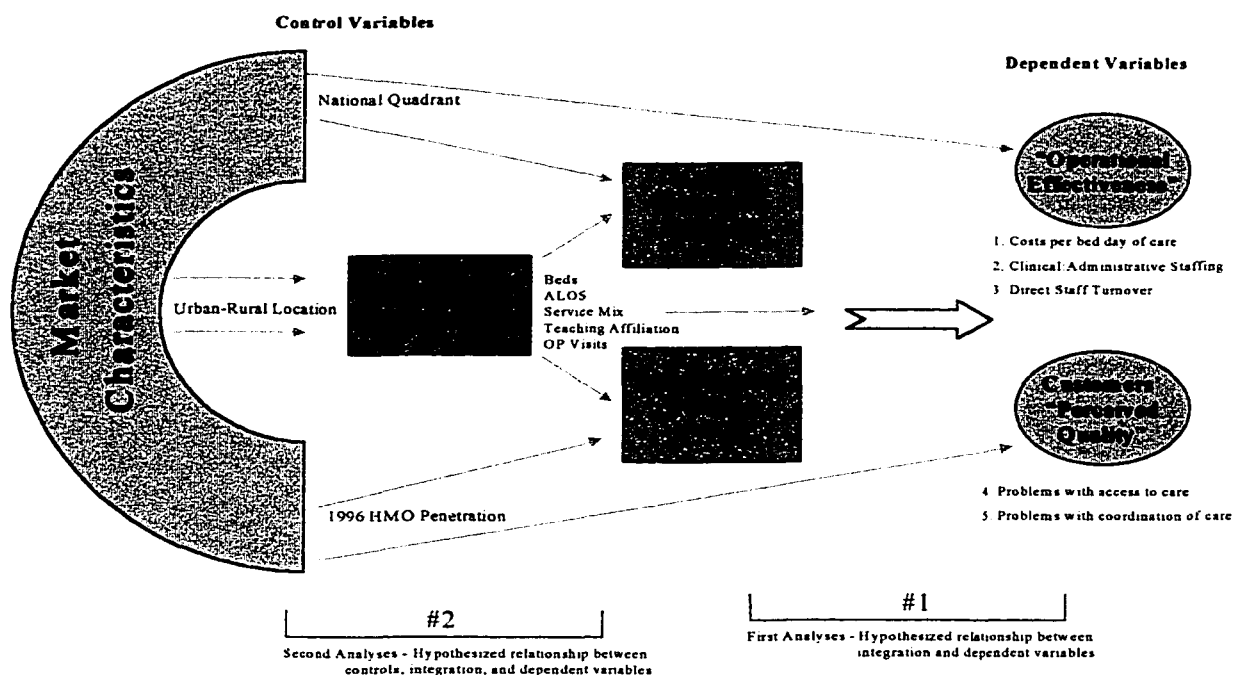 Control Variables
Dependent Variables
National Quadrant
Market
Characteristics
"Operational
Effectiveness"
1. Costs per bed day of care
2. Clinical:Administrative Staffing
3 Direct Staff Turnover
Urban-Rural Location
Beds
ALOS
Service Mix
Teaching Affiliation
OP Visits
Customers
"Perceived
Quality"
4. Problems with access to care
5. Problems with coordination of care
1996 HMO Penetration
#2
Second Analyses - Hypothesized relationship between
controls, integration, and dependent variables
#1
First Analyses - Hypothesized relationship between
integration and dependent variables